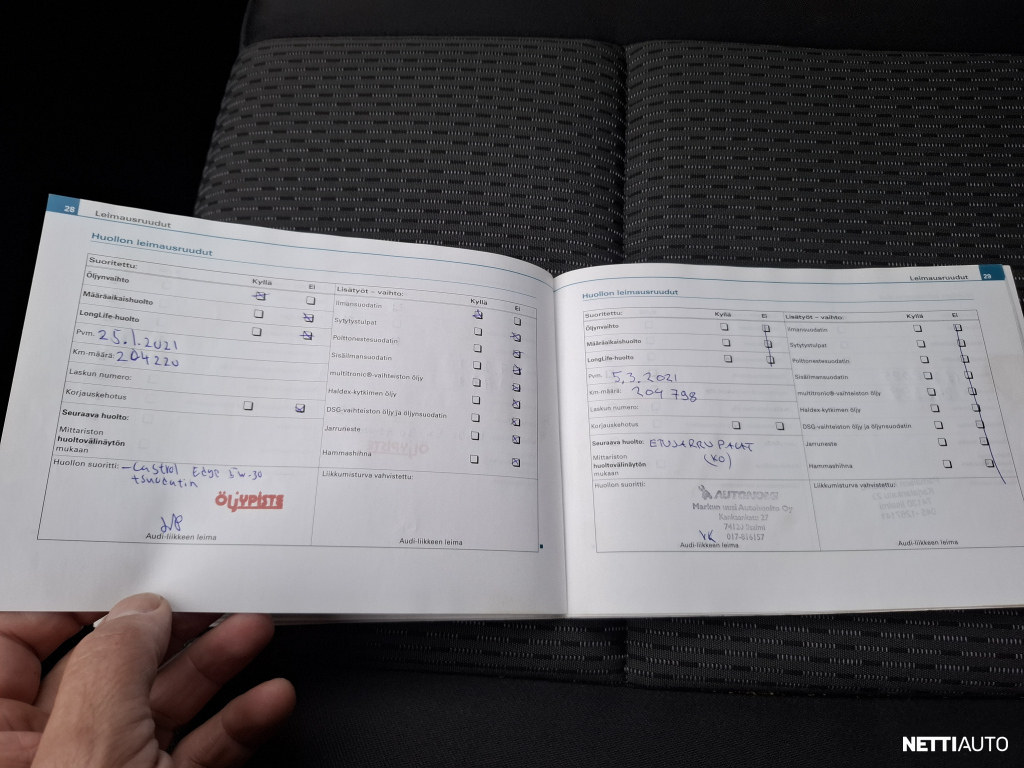 28 Leimausruudut
Huollon leimausruudut
Suoritettu:
Kyllä Ei
Öljynvaihto
Määräaikaishuolto
LongLife-huolto
Pvm: 25.1.2021
Km-määrä: 204220
Laskun numero:
Korjauskehotus
Seuraava huolto:
Mittariston
huoltovälinäytön
mukaan
Huollon suoritti: -Castrol Edge 5w-30
+suodatin
ÖljyPISTE
Audi-liikkeen leima
Lisätyöt – vaihto:
Kyllä Ei
Ilmansuodatin
Sytytystulpat
Polttonestesuodatin
Sisäilmansuodatin
multitronic®-vaihteiston öljy
Haldex-kytkimen öljy
DSG-vaihteiston öljy ja öljynsuodatin
Jarruneste
Hammashihna
Liikkumisturva vahvistettu:
Audi-liikkeen leima
Leimausruudut 29
Huollon leimausruudut
Suoritettu:
Kyllä Ei
Öljynvaihto
Määräaikaishuolto
LongLife-huolto
Pvm: 5.3.2021
Km-määrä: 204798
Laskun numero:
Korjauskehotus
Seuraava huolto: ETUJARRUPALAT
(KO)
Mittariston
huoltovälinäytön
mukaan
Huollon suoritti:
Audi-liikkeen leima
Lisätyöt – vaihto:
Kyllä Ei
Ilmansuodatin
Sytytystulpat
Polttonestesuodatin
Sisäilmansuodatin
multitronic®-vaihteiston öljy
Haldex-kytkimen öljy
DSG-vaihteiston öljy ja öljynsuodatin
Jarruneste
Hammashihna
Liikkumisturva vahvistettu:
Audi-liikkeen leima
NETTIAUTO